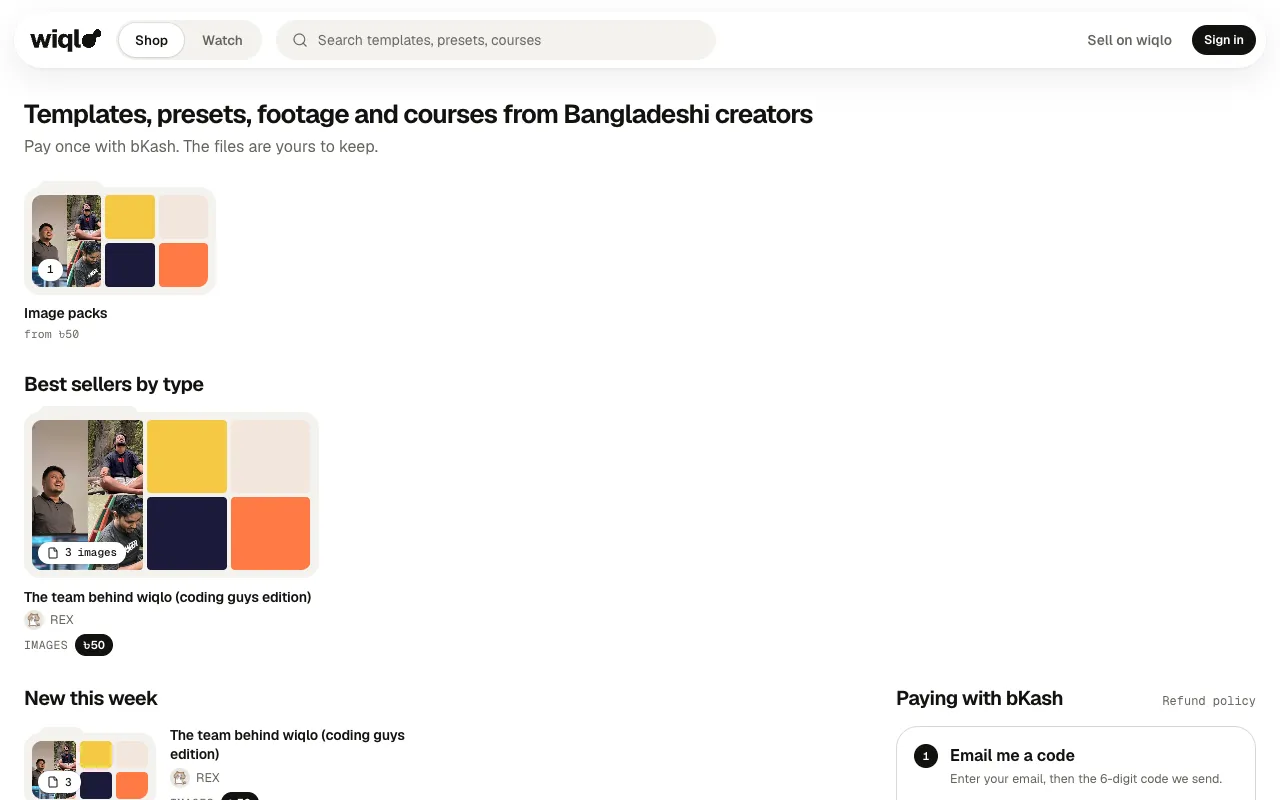 wiqlo
Shop
Watch
Search templates, presets, courses
Sell on wiqlo
Sign in
Templates, presets, footage and courses from Bangladeshi creators
Pay once with bKash. The files are yours to keep.
1
Image packs
from ৳50
Best sellers by type
3 images
The team behind wiqlo (coding guys edition)
REX
IMAGES ৳50
New this week
3
The team behind wiqlo (coding guys
edition)
REX
Paying with bKash
Refund policy
1
Email me a code
Enter your email, then the 6-digit code we send.